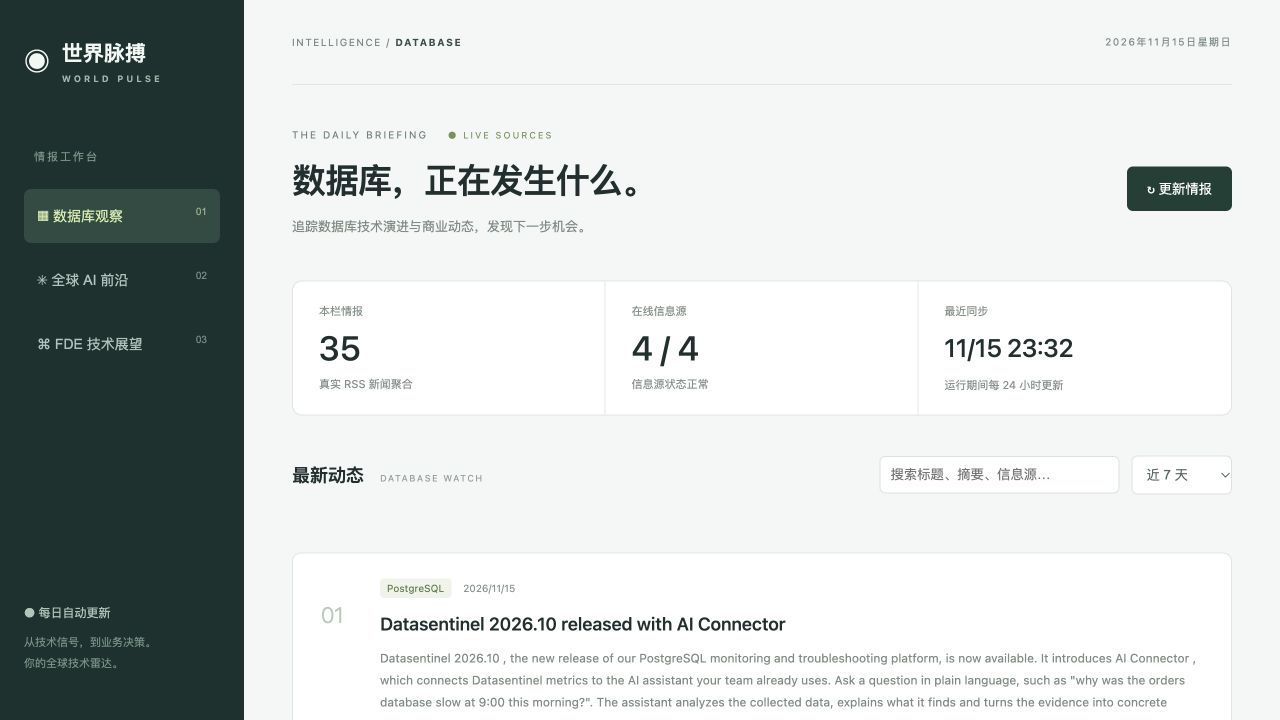 世界脉搏
WORLD PULSE
情报工作台
数据库观察 01
全球 AI 前沿 02
⌘ FDE 技术展望 03
每日自动更新
从技术信号，到业务决策。
你的全球技术雷达。
INTELLIGENCE / DATABASE
2026年11月15日星期日
THE DAILY BRIEFING
LIVE SOURCES
数据库，正在发生什么。
追踪数据库技术演进与商业动态，发现下一步机会。
↻ 更新情报
本栏情报
35
真实 RSS 新闻聚合
在线信息源
4 / 4
信息源状态正常
最近同步
11/15 23:32
运行期间每 24 小时更新
最新动态 DATABASE WATCH
搜索标题、摘要、信息源...
近 7 天
01
PostgreSQL 2026/11/15
Datasentinel 2026.10 released with AI Connector
Datasentinel 2026.10 , the new release of our PostgreSQL monitoring and troubleshooting platform, is now available. It introduces AI Connector ,
which connects Datasentinel metrics to the AI assistant your team already uses. Ask a question in plain language, such as "why was the orders
database slow at 9:00 this morning?". The assistant analyzes the collected data, explains what it finds and turns the evidence into concrete